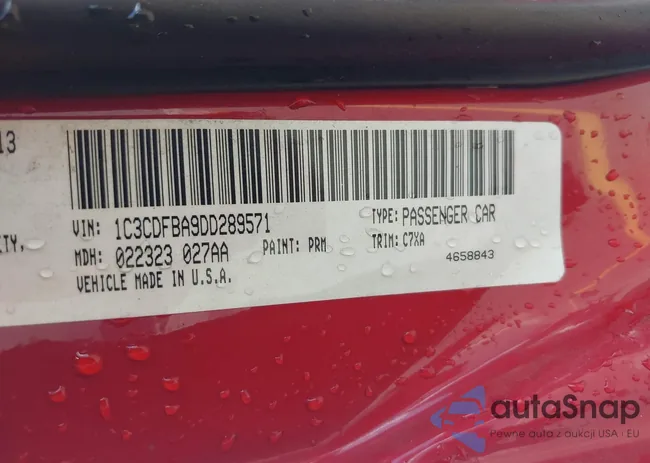 13
VIN: 1C3CDFBA9DD289571 TYPE: PASSENGER CAR
ITY,
MDH: 022323 027AA PAINT: PRM TRIM: C7XA
VEHICLE MADE IN U.S.A. 4658843
autaSnap
Pewne auta z aukcji USA i EU